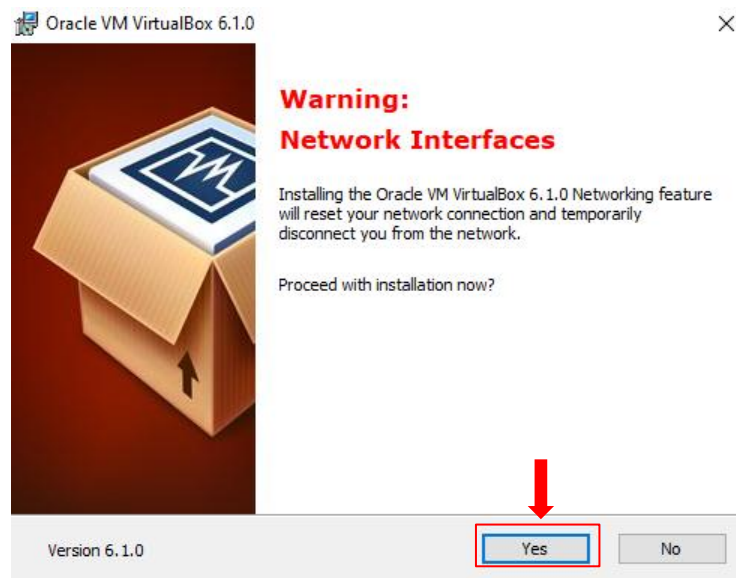 Oracle VM VirtualBox 6.1.0
Warning:
Network Interfaces
Installing the Oracle VM VirtualBox 6.1.0 Networking feature
will reset your network connection and temporarily
disconnect you from the network.
Proceed with installation now?
Version 6.1.0
Yes
No